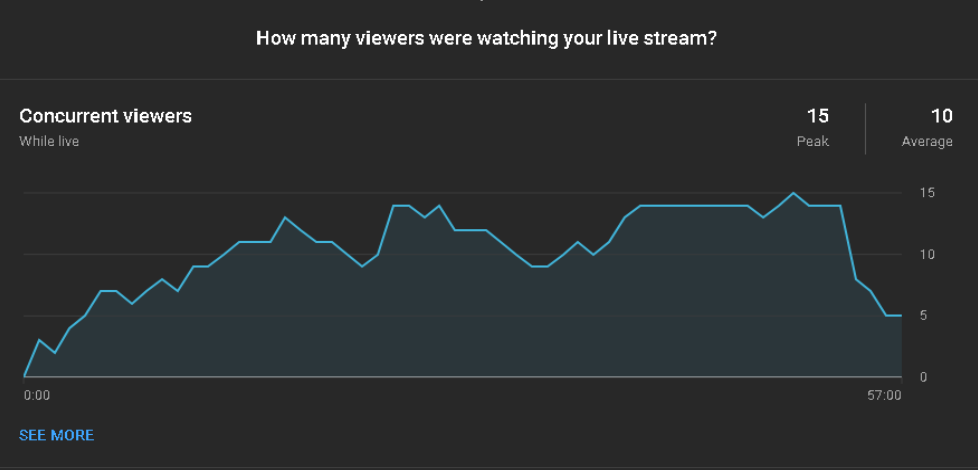 How many viewers were watching your live stream?
Concurrent viewers
While live
15
Peak
10
Average
15
10
5
0
0:00
57:00
SEE MORE